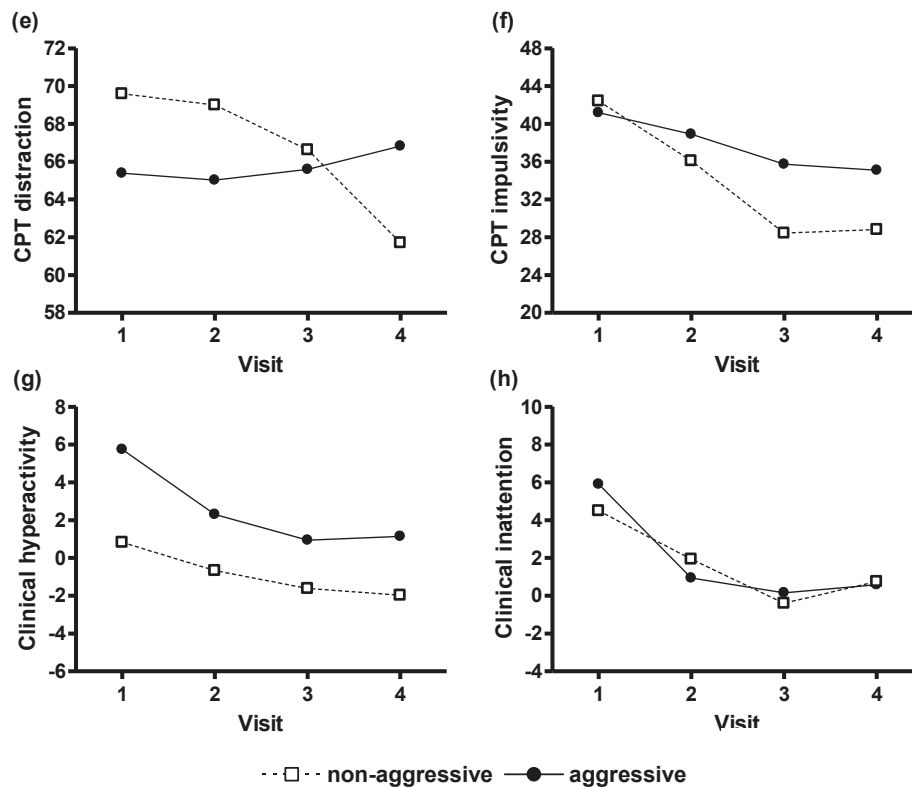 (e)
72
70
68
66
64
62
60
58
CPT distraction
1 2 3 4
Visit
(f)
48
44
40
36
32
28
24
20
CPT impulsivity
1 2 3 4
Visit
(g)
8
6
4
2
0
-2
-4
-6
Clinical hyperactivity
1 2 3 4
Visit
(h)
10
8
6
4
2
0
-2
-4
Clinical inattention
1 2 3 4
Visit
non-aggressive aggressive